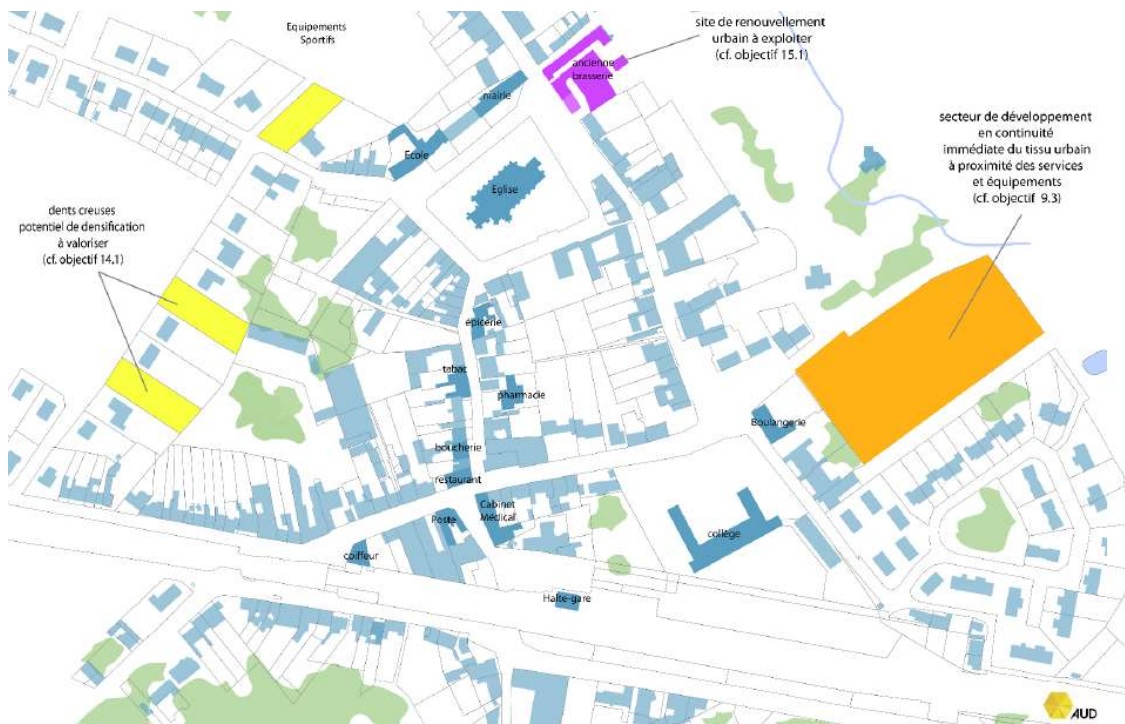 Equipements
Sportifs
site de renouvellement
urbain à exploiter
(cf. objectif 15.1)
ancienne
brasserie
mairie
Ecole
Eglise
secteur de développement
en continuité
immédiate du tissu urbain
à proximité des services
et équipements
(cf. objectif 9.3)
dents creuses
potentiel de densification
à valoriser
(cf. objectif 14.1)
épicerie
tabac
pharmacie
boucherie
restaurant
Boulangerie
Cabinet
Médical
Poste
coiffeur
collège
Halte-gare
AUD